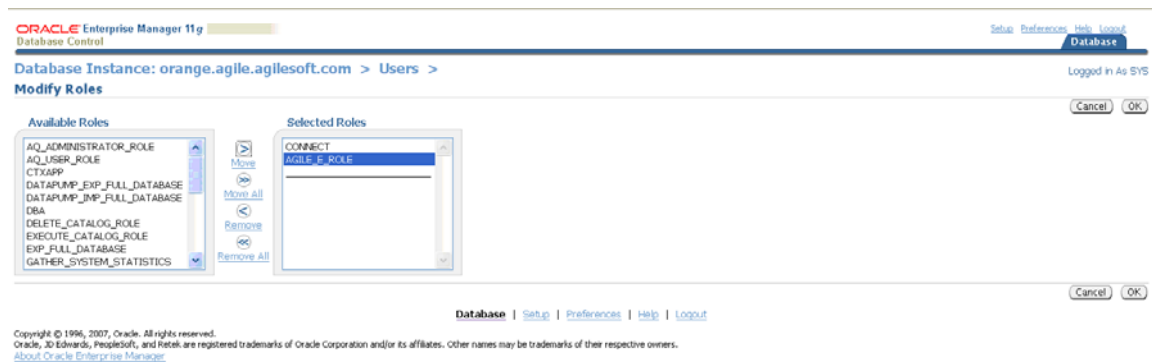 ORACLE Enterprise Manager 11g
Database Control
Setup Preferences Help Logout
Database
Database Instance: orange.agile.agilesoft.com > Users >
Logged in As SYS
Modify Roles
Cancel OK
Available Roles
AQ_ADMINISTRATOR_ROLE
AQ_USER_ROLE
CTXAPP
DATAPUMP_EXP_FULL_DATABASE
DATAPUMP_IMP_FULL_DATABASE
DBA
DELETE_CATALOG_ROLE
EXECUTE_CATALOG_ROLE
EXP_FULL_DATABASE
GATHER_SYSTEM_STATISTICS
Move
Move All
Remove
Remove All
Selected Roles
CONNECT
AGILE_E_ROLE
Cancel OK
Database | Setup | Preferences | Help | Logout
Copyright © 1996, 2007, Oracle. All rights reserved.
Oracle, JD Edwards, PeopleSoft, and Retek are registered trademarks of Oracle Corporation and/or its affiliates. Other names may be trademarks of their respective owners.
About Oracle Enterprise Manager